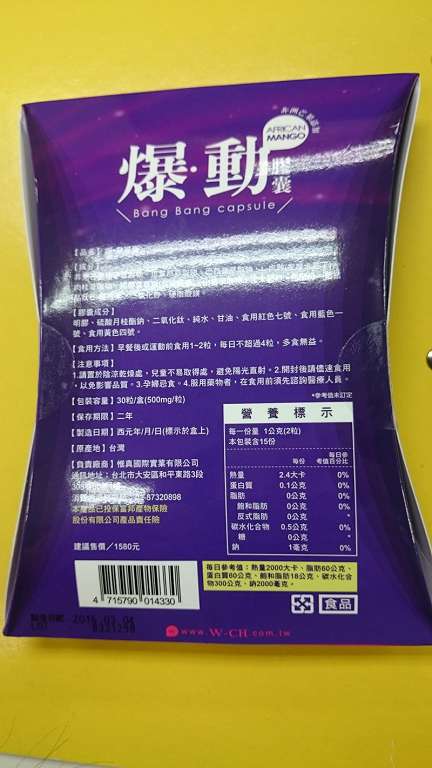 AFRICAN
MANGO
爆·動
膠囊
Bang Bang capsule
【膠囊成分】
明膠、硫酸月桂酯鈉、二氧化鈦、純水、甘油、食用紅色七號、食用藍色一
號、食用黃色四號。
【食用方法】早餐後或運動前食用1~2粒，每日不超過4粒，多食無益。
【注意事項】
1.請置於陰涼乾燥處，兒童不易取得處，避免陽光直射。2.開封後請儘速食用
，以免影響品質。3.孕婦忌食。4.服用藥物者，在食用前須先諮詢醫療人員。
【包裝容量】30粒/盒(500mg/粒)
*參考值未訂定
【保存期限】二年
【製造日期】西元/年/月/日(標示於盒上)
【原產地】台灣
【負責廠商】惟真國際實業有限公司
通訊地址：台北市大安區和平東路3段
-87320898
本產品已投保富邦產物保險
股份有限公司產品責任險
建議售價／1580元
營養標示
每一份量 1公克(2粒)
本包裝含15份
每份 每日參考值百分比
熱量 2.4大卡 0%
蛋白質 0.1公克 0%
脂肪 0公克 0%
飽和脂肪 0公克 0%
反式脂肪 0公克 *
碳水化合物 0.5公克 0%
糖 0公克 *
鈉 1毫克 0%
每日參考值：熱量2000大卡、脂肪60公克、
蛋白質60公克、飽和脂肪18公克、碳水化合
物300公克、鈉2000毫克。
4 715790 014330
食品
www.W-CH.com.tw